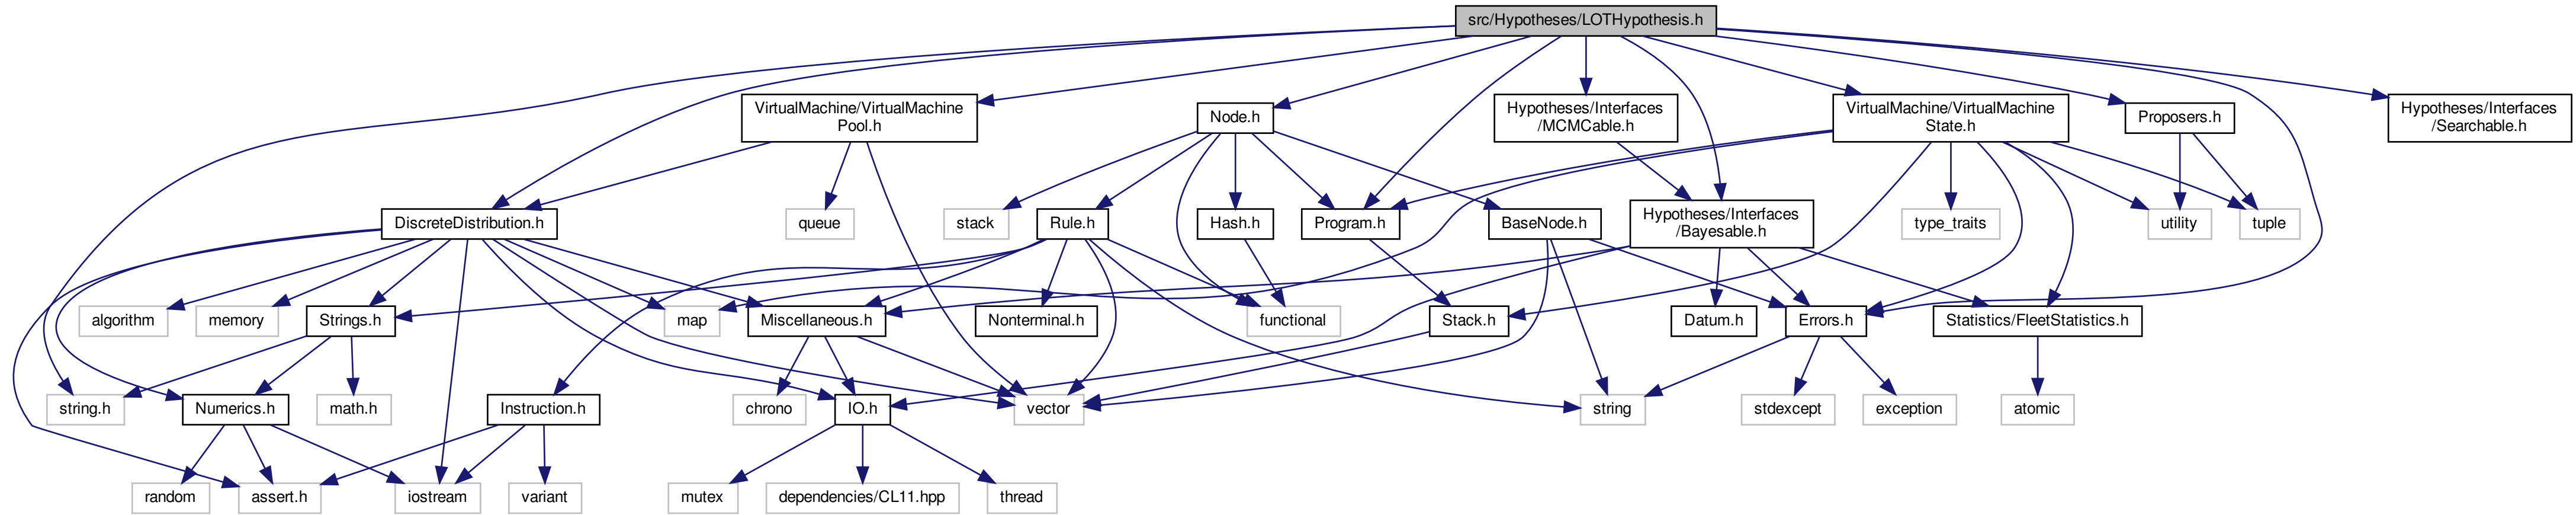 src/Hypotheses/LOTHypothesis.h
VirtualMachine/VirtualMachine
Pool.h
Node.h
Hypotheses/Interfaces
/MCMCable.h
VirtualMachine/VirtualMachine
State.h
Proposers.h
Hypotheses/Interfaces
/Searchable.h
DiscreteDistribution.h
queue
stack
Rule.h
Hash.h
Program.h
BaseNode.h
Hypotheses/Interfaces
/Bayesable.h
type_traits
utility
tuple
algorithm
memory
Strings.h
map
Miscellaneous.h
Nonterminal.h
functional
Stack.h
Datum.h
Errors.h
Statistics/FleetStatistics.h
string.h
Numerics.h
math.h
Instruction.h
chrono
IO.h
vector
string
stdexcept
exception
atomic
random
assert.h
iostream
variant
mutex
dependencies/CL11.hpp
thread